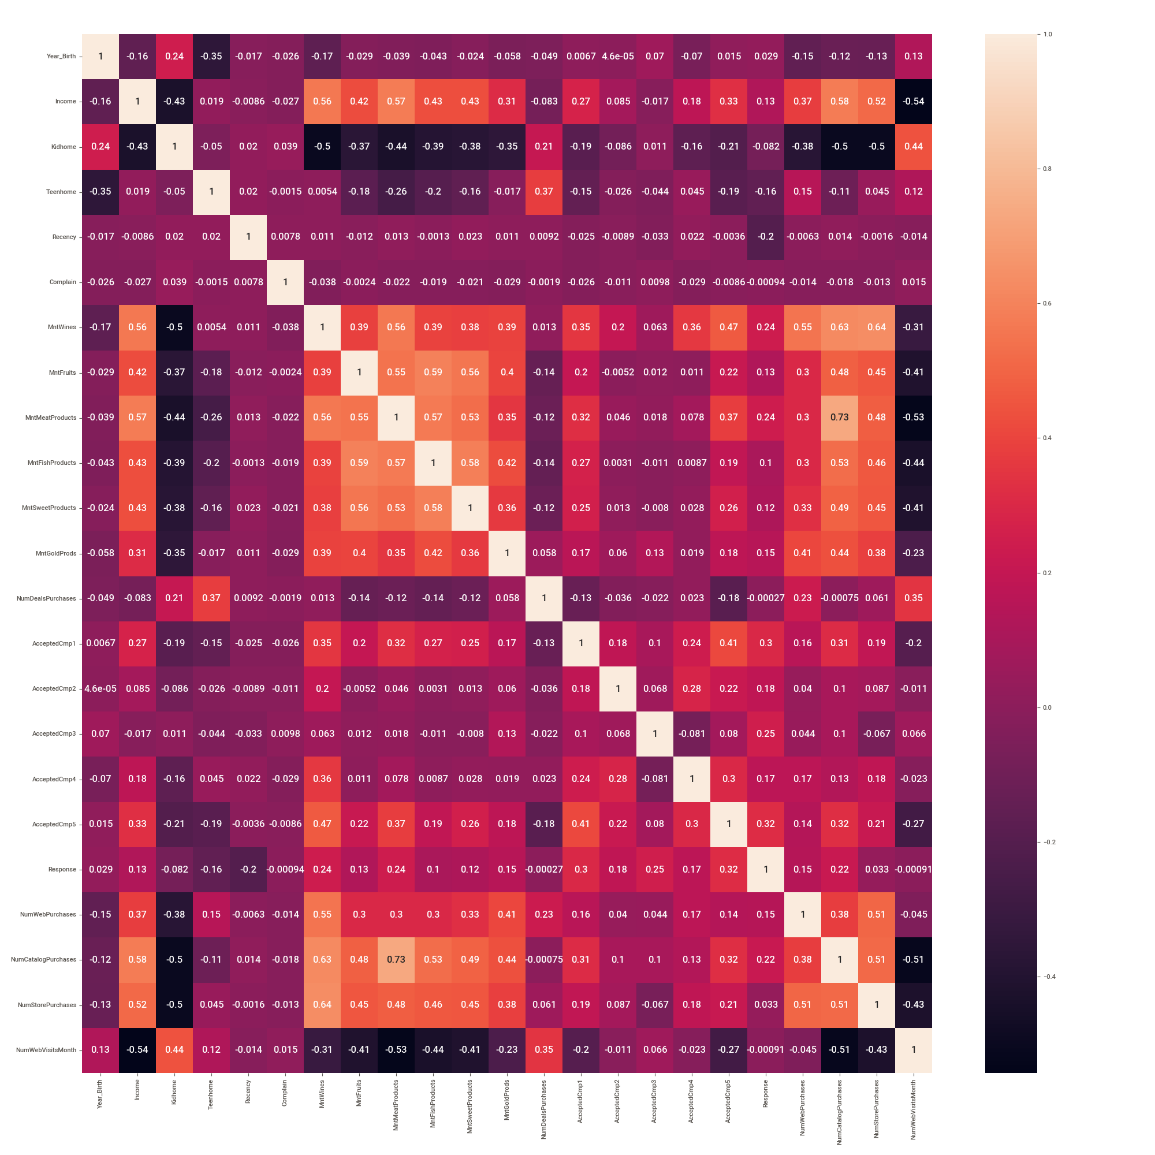 Year_Birth 1 -0.16 0.24 -0.35 -0.017 -0.026 -0.17 -0.029 -0.039 -0.043 -0.024 -0.058 -0.049 0.0067 4.6e-05 0.07 -0.07 0.015 0.029 -0.15 -0.12 -0.13 0.13 1.0
Income -0.16 1 -0.43 0.019 -0.0086 -0.027 0.56 0.42 0.57 0.43 0.43 0.31 -0.083 0.27 0.085 -0.017 0.18 0.33 0.13 0.37 0.58 0.52 -0.54
Kidhome 0.24 -0.43 1 -0.05 0.02 0.039 -0.5 -0.37 -0.44 -0.39 -0.38 -0.35 0.21 -0.19 -0.086 0.011 -0.16 -0.21 -0.082 -0.38 -0.5 -0.5 0.44 0.8
Teenhome -0.35 0.019 -0.05 1 0.02 -0.0015 0.0054 -0.18 -0.26 -0.2 -0.16 -0.017 0.37 -0.15 -0.026 -0.044 0.045 -0.19 -0.16 0.15 -0.11 0.045 0.12
Recency -0.017 -0.0086 0.02 0.02 1 0.0078 0.011 -0.012 0.013 -0.0013 0.023 0.011 0.0092 -0.025 -0.0089 -0.033 0.022 -0.0036 -0.2 -0.0063 0.014 -0.0016 -0.014
Complain -0.026 -0.027 0.039 -0.0015 0.0078 1 -0.038 -0.0024 -0.022 -0.019 -0.021 -0.029 -0.0019 -0.026 -0.011 0.0098 -0.029 -0.0086 -0.00094 -0.014 -0.018 -0.013 0.015 0.6
MntWines -0.17 0.56 -0.5 0.0054 0.011 -0.038 1 0.39 0.56 0.39 0.38 0.39 0.013 0.35 0.2 0.063 0.36 0.47 0.24 0.55 0.63 0.64 -0.31
MntFruits -0.029 0.42 -0.37 -0.18 -0.012 -0.0024 0.39 1 0.55 0.59 0.56 0.4 -0.14 0.2 -0.0052 0.012 0.011 0.22 0.13 0.3 0.48 0.45 -0.41
MntMeatProducts -0.039 0.57 -0.44 -0.26 0.013 -0.022 0.56 0.55 1 0.57 0.53 0.35 -0.12 0.32 0.046 0.018 0.078 0.37 0.24 0.3 0.73 0.48 -0.53 0.4
MntFishProducts -0.043 0.43 -0.39 -0.2 -0.0013 -0.019 0.39 0.59 0.57 1 0.58 0.42 -0.14 0.27 0.0031 -0.011 0.0087 0.19 0.1 0.3 0.53 0.46 -0.44
MntSweetProducts -0.024 0.43 -0.38 -0.16 0.023 -0.021 0.38 0.56 0.53 0.58 1 0.36 -0.12 0.25 0.013 -0.008 0.028 0.26 0.12 0.33 0.49 0.45 -0.41
MntGoldProds -0.058 0.31 -0.35 -0.017 0.011 -0.029 0.39 0.4 0.35 0.42 0.36 1 0.058 0.17 0.06 0.13 0.019 0.18 0.15 0.41 0.44 0.38 -0.23 0.2
NumDealsPurchases -0.049 -0.083 0.21 0.37 0.0092 -0.0019 0.013 -0.14 -0.12 -0.14 -0.12 0.058 1 -0.13 -0.036 -0.022 0.023 -0.18 -0.00027 0.23 -0.00075 0.061 0.35
AcceptedCmp1 0.0067 0.27 -0.19 -0.15 -0.025 -0.026 0.35 0.2 0.32 0.27 0.25 0.17 -0.13 1 0.18 0.1 0.24 0.41 0.3 0.16 0.31 0.19 -0.2
AcceptedCmp2 4.6e-05 0.085 -0.086 -0.026 -0.0089 -0.011 0.2 -0.0052 0.046 0.0031 0.013 0.06 -0.036 0.18 1 0.068 0.28 0.22 0.18 0.04 0.1 0.087 -0.011 0.0
AcceptedCmp3 0.07 -0.017 0.011 -0.044 -0.033 0.0098 0.063 0.012 0.018 -0.011 -0.008 0.13 -0.022 0.1 0.068 1 -0.081 0.08 0.25 0.044 0.1 -0.067 0.066
AcceptedCmp4 -0.07 0.18 -0.16 0.045 0.022 -0.029 0.36 0.011 0.078 0.0087 0.028 0.019 0.023 0.24 0.28 -0.081 1 0.3 0.17 0.17 0.13 0.18 -0.023
AcceptedCmp5 0.015 0.33 -0.21 -0.19 -0.0036 -0.0086 0.47 0.22 0.37 0.19 0.26 0.18 -0.18 0.41 0.22 0.08 0.3 1 0.32 0.14 0.32 0.21 -0.27 -0.2
Response 0.029 0.13 -0.082 -0.16 -0.2 -0.00094 0.24 0.13 0.24 0.1 0.12 0.15 -0.00027 0.3 0.18 0.25 0.17 0.32 1 0.15 0.22 0.033 -0.00091
NumWebPurchases -0.15 0.37 -0.38 0.15 -0.0063 -0.014 0.55 0.3 0.3 0.3 0.33 0.41 0.23 0.16 0.04 0.044 0.17 0.14 0.15 1 0.38 0.51 -0.045
NumCatalogPurchases -0.12 0.58 -0.5 -0.11 0.014 -0.018 0.63 0.48 0.73 0.53 0.49 0.44 -0.00075 0.31 0.1 0.1 0.13 0.32 0.22 0.38 1 0.51 -0.51 -0.4
NumStorePurchases -0.13 0.52 -0.5 0.045 -0.0016 -0.013 0.64 0.45 0.48 0.46 0.45 0.38 0.061 0.19 0.087 -0.067 0.18 0.21 0.033 0.51 0.51 1 -0.43
NumWebVisitsMonth 0.13 -0.54 0.44 0.12 -0.014 0.015 -0.31 -0.41 -0.53 -0.44 -0.41 -0.23 0.35 -0.2 -0.011 0.066 -0.023 -0.27 -0.00091 -0.045 -0.51 -0.43 1
Year_Birth Income Kidhome Teenhome Recency Complain MntWines MntFruits MntMeatProducts MntFishProducts MntSweetProducts MntGoldProds NumDealsPurchases AcceptedCmp1 AcceptedCmp2 AcceptedCmp3 AcceptedCmp4 AcceptedCmp5 Response NumWebPurchases NumCatalogPurchases NumStorePurchases NumWebVisitsMonth